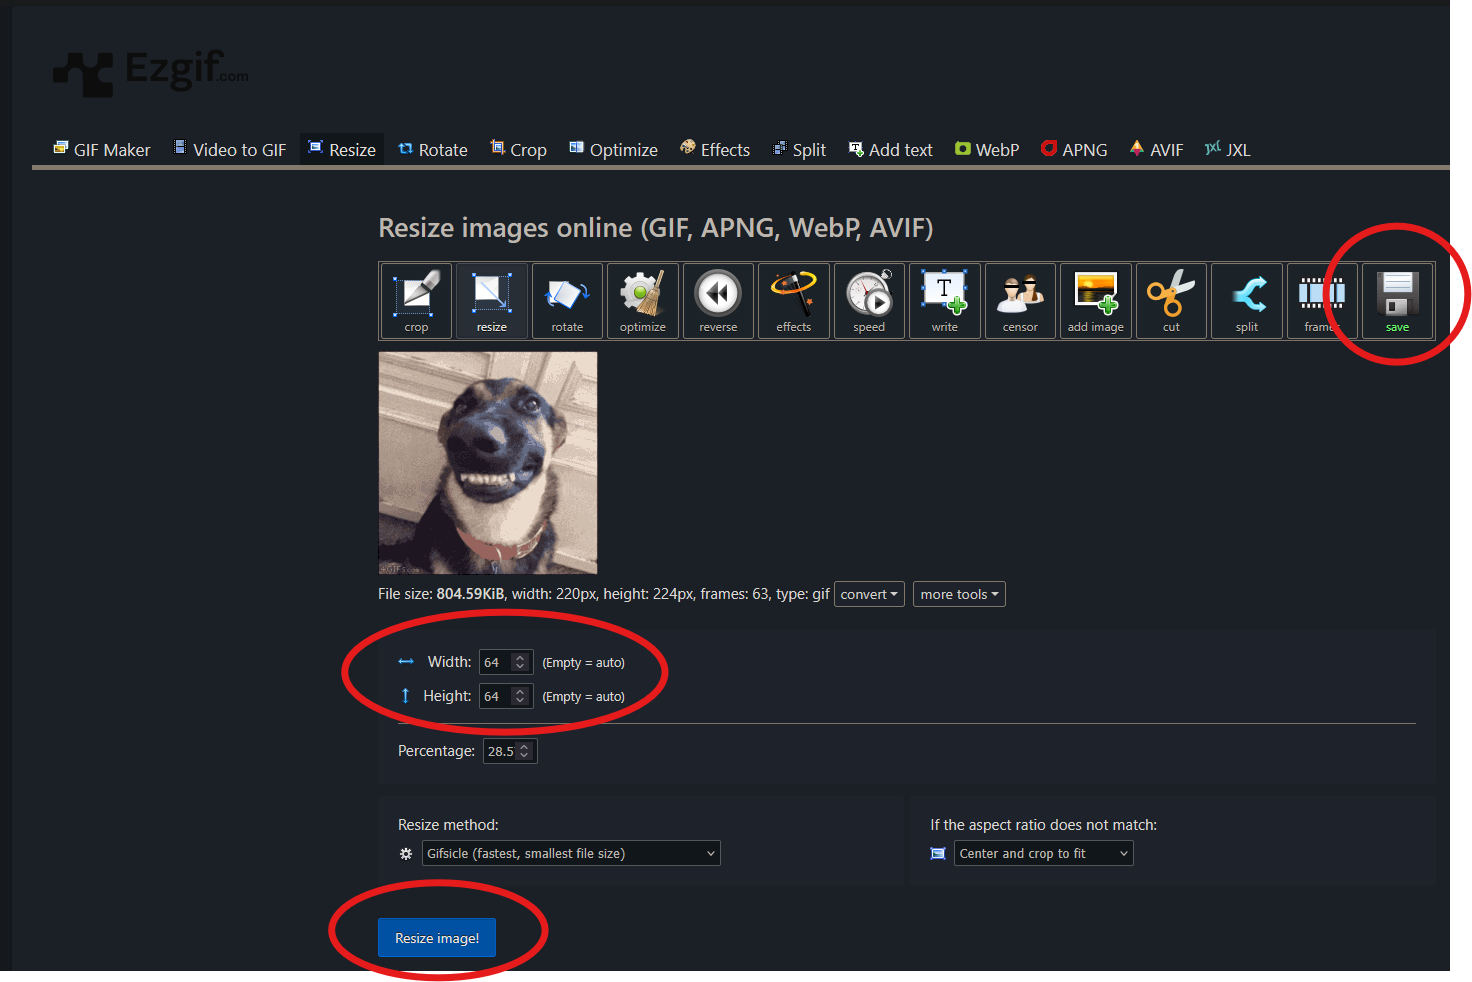 Ezgif.com
GIF Maker Video to GIF Resize Rotate Crop Optimize Effects Split Add text WebP APNG AVIF JXL
Resize images online (GIF, APNG, WebP, AVIF)
crop resize rotate optimize reverse effects speed T write censor add image cut split frames save
File size: 804.59KiB, width: 220px, height: 224px, frames: 63, type: gif convert more tools
Width: 64 (Empty = auto)
Height: 64 (Empty = auto)
Percentage: 28.5
Resize method:
Gifsicle (fastest, smallest file size)
If the aspect ratio does not match:
Center and crop to fit
Resize image!